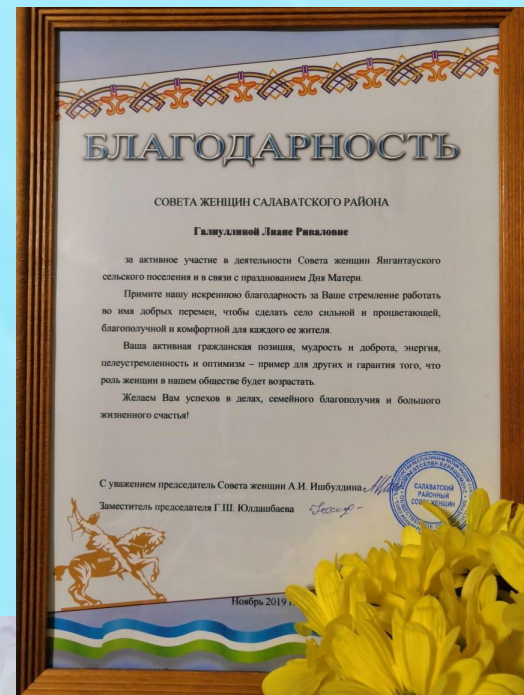 БЛАГОДАРНОСТЬ
СОВЕТА ЖЕНЩИН САЛАВАТСКОГО РАЙОНА
Галиуллиной Лиане Риваловне
за активное участие в деятельности Совета женщин Янгантауского
сельского поселения и в связи с празднованием Дня Матери.
Примите нашу искреннюю благодарность за Ваше стремление работать
во имя добрых перемен, чтобы сделать село сильной и процветающей,
благополучной и комфортной для каждого ее жителя.
Ваша активная гражданская позиция, мудрость и доброта, энергия,
целеустремленность и оптимизм – пример для других и гарантия того, что
роль женщин в нашем обществе будет возрастать.
Желаем Вам успехов в делах, семейного благополучия и большого
жизненного счастья!
С уважением председатель Совета женщин А.И. Ишбулдина
САЛАВАТСКИЙ
РАЙОННЫЙ
СОВЕТ ЖЕНЩИН
Заместитель председателя Г.Ш. Юлдашбаева
Ноябрь 2019